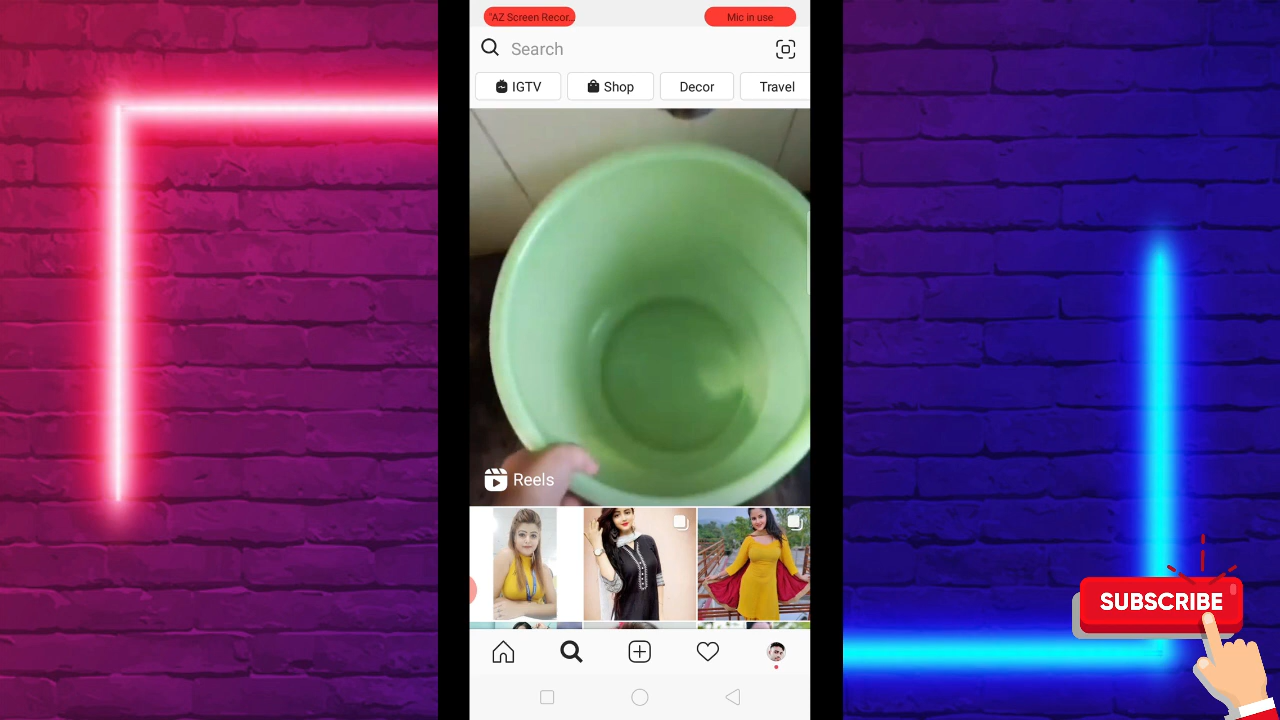 "AZ Screen Recor...
Mic in use
Search
IGTV
Shop
Decor
Travel
Reels
SUBSCRIBE